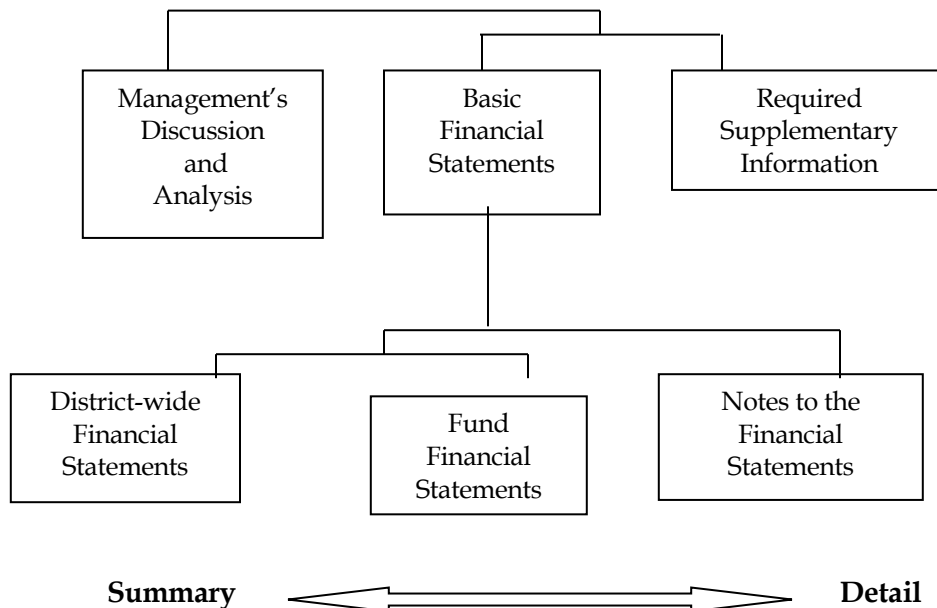 Management's
Discussion
and
Analysis
Basic
Financial
Statements
Required
Supplementary
Information
District-wide
Financial
Statements
Fund
Financial
Statements
Notes to the
Financial
Statements
Summary
Detail